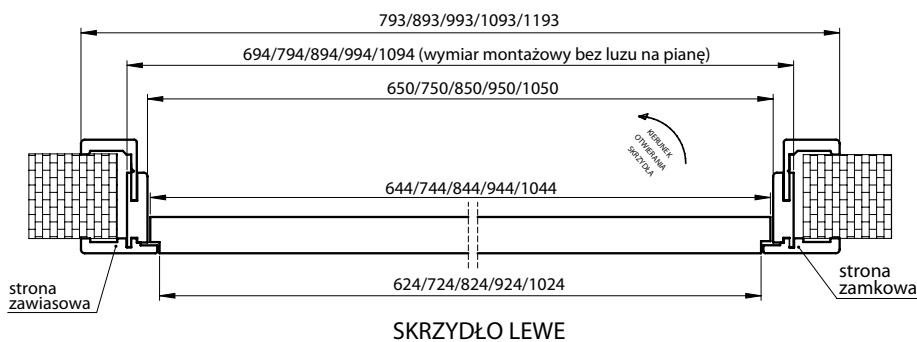 793/893/993/1093/1193
694/794/894/994/1094 (wymiar montażowy bez luzu na pianę)
650/750/850/950/1050
KIERUNEK
OTWIERANIA
SKRZYDŁA
644/744/844/944/1044
624/724/824/924/1024
strona
zawiasowa
strona
zamkowa
SKRZYDŁO LEWE